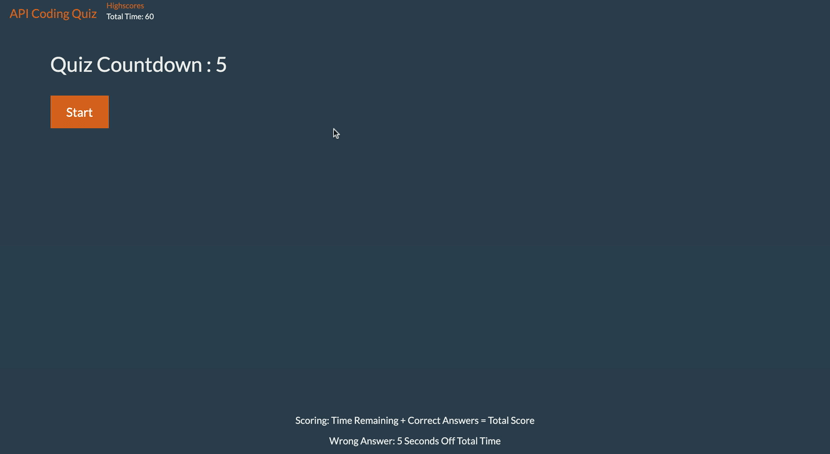 API Coding Quiz
Highscores
Total Time: 60
Quiz Countdown : 5
Start
Scoring: Time Remaining + Correct Answers = Total Score
Wrong Answer: 5 Seconds Off Total Time